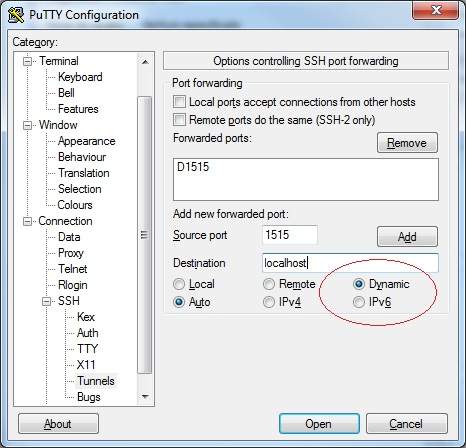 PuTTY Configuration
Category:
Terminal
Keyboard
Bell
Features
Window
Appearance
Behaviour
Translation
Selection
Colours
Connection
Data
Proxy
Telnet
Rlogin
SSH
Kex
Auth
TTY
X11
Tunnels
Bugs
Options controlling SSH port forwarding
Port forwarding
Local ports accept connections from other hosts
Remote ports do the same (SSH-2 only)
Forwarded ports:
Remove
D1515
Add new forwarded port:
Source port 1515 Add
Destination localhost
Local Remote Dynamic
Auto IPv4 IPv6
About Open Cancel